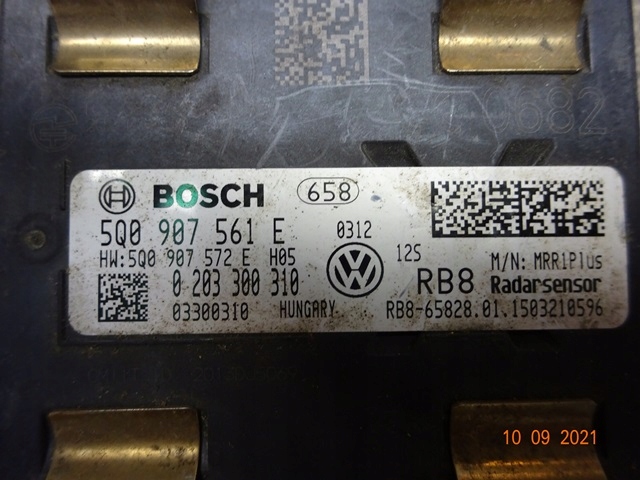 9682
BOSCH 658
5Q0 907 561 E 0312
HW:5Q0 907 572 E H05 12S M/N: MRR1Plus
0 203 300 310 RB8 Radarsensor
03300310 HUNGARY RB8-65828.01.1503210596
10 09 2021